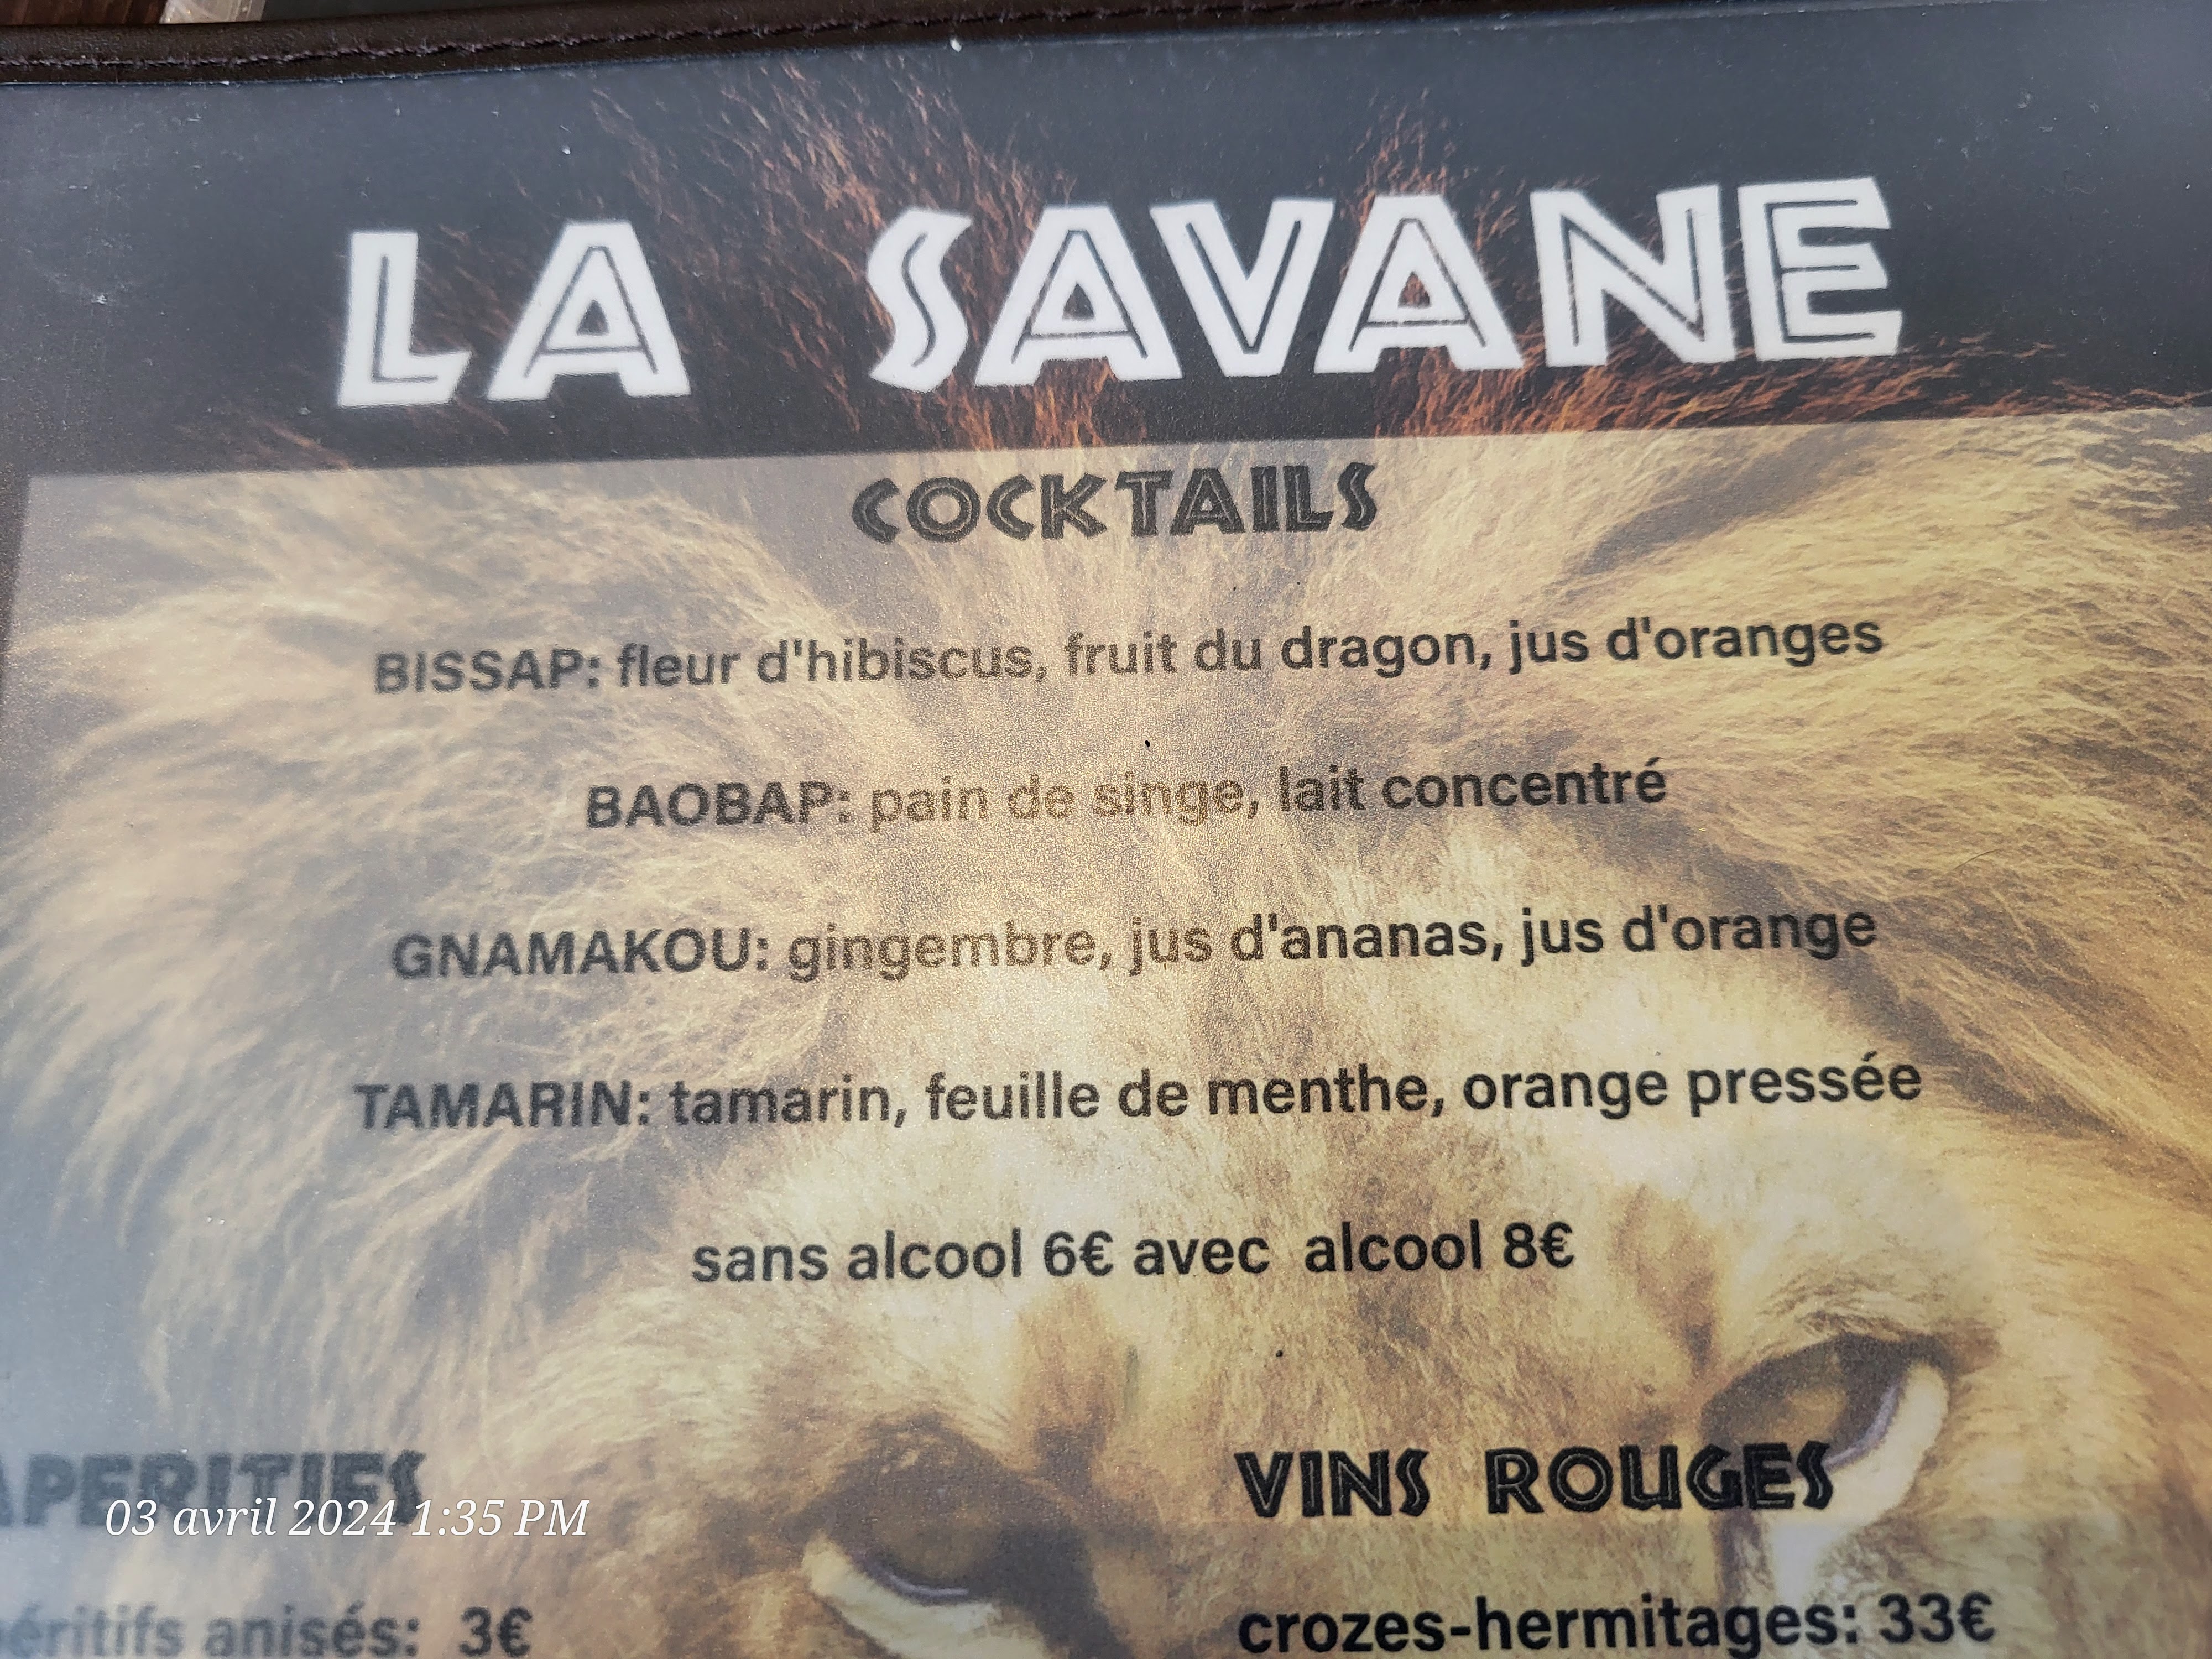 LA SAVANE
COCKTAILS
BISSAP: fleur d'hibiscus, fruit du dragon, jus d'oranges
BAOBAP: pain de singe, lait concentré
GNAMAKOU: gingembre, jus d'ananas, jus d'orange
TAMARIN: tamarin, feuille de menthe, orange pressée
sans alcool 6€ avec alcool 8€
APERITIFS
03 avril 2024 1:35 PM
anisés: 3€
VINS ROUGES
crozes-hermitages: 33€